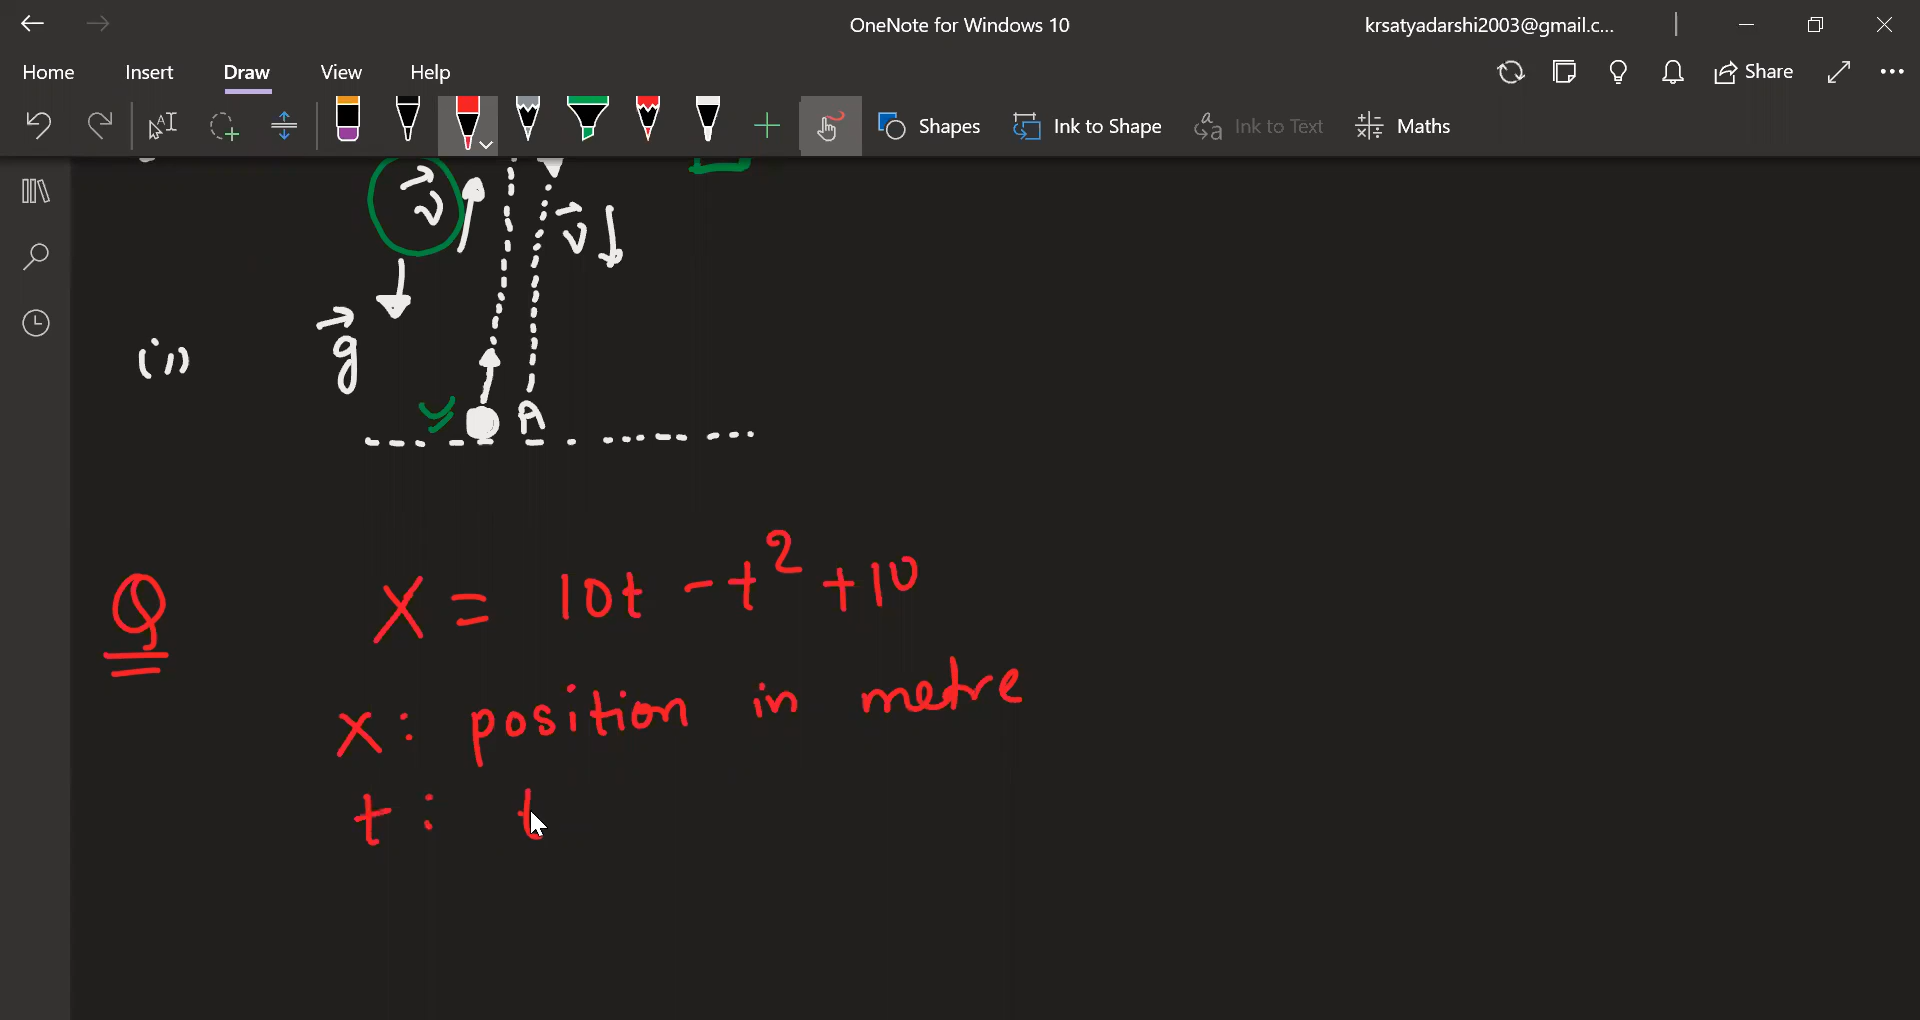 OneNote for Windows 10
krsatyadarshi2003@gmail.c...
Home Insert Draw View Help
Share
Shapes Ink to Shape Ink to Text Maths
v
v
g
(i)
A
Q X = 10t - t² + 10
x: position in metre
t: t